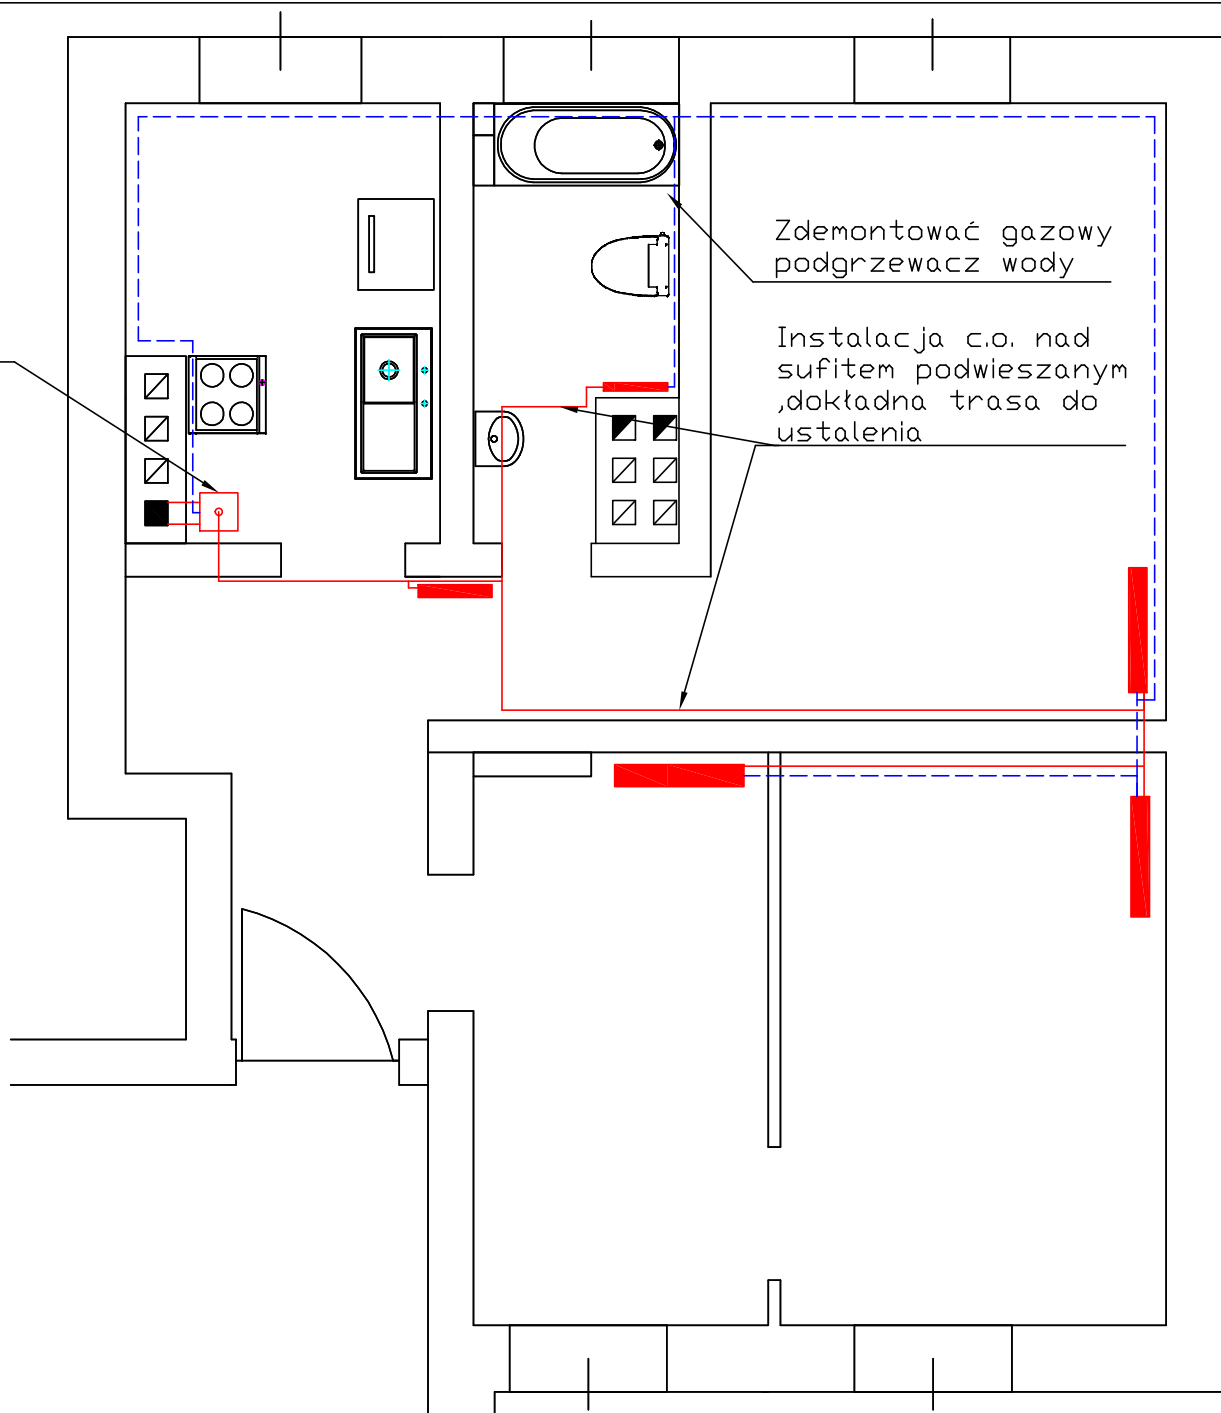 Zdemontować gazowy
podgrzewacz wody
Instalacja c.o. nad
sufitem podwieszanym
,dokładna trasa do
ustalenia